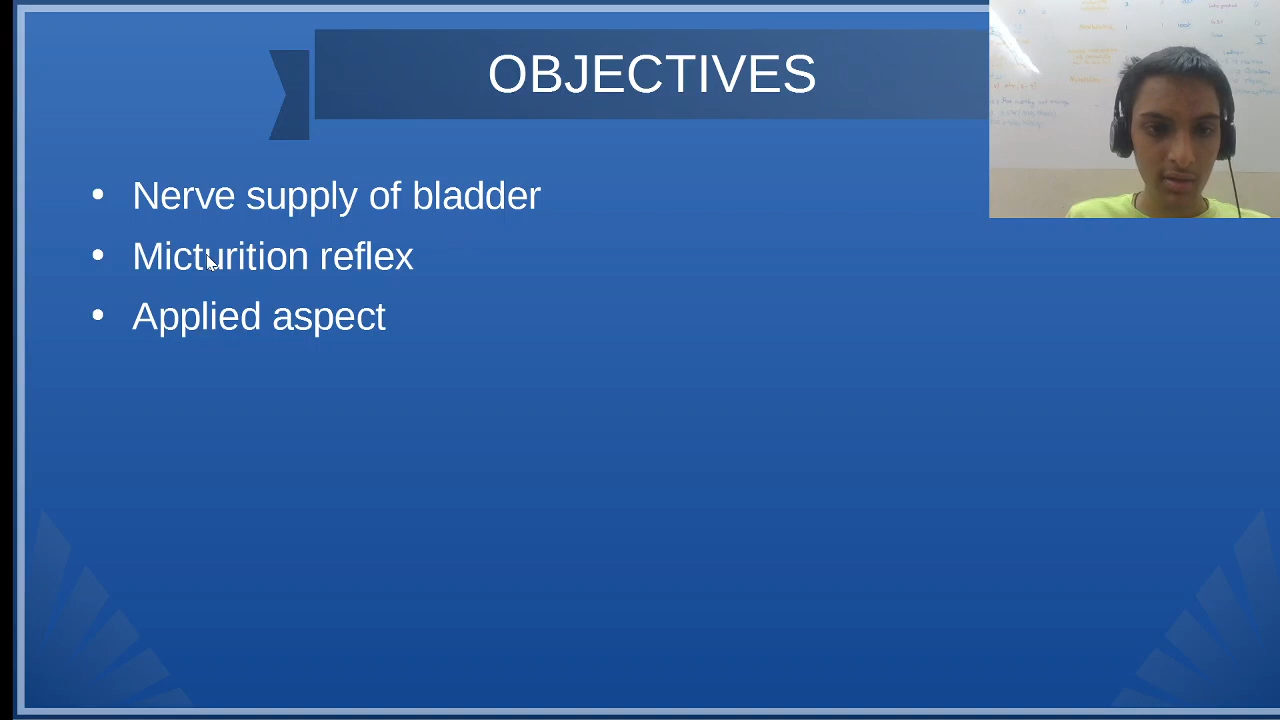 OBJECTIVES
• Nerve supply of bladder
• Micturition reflex
• Applied aspect